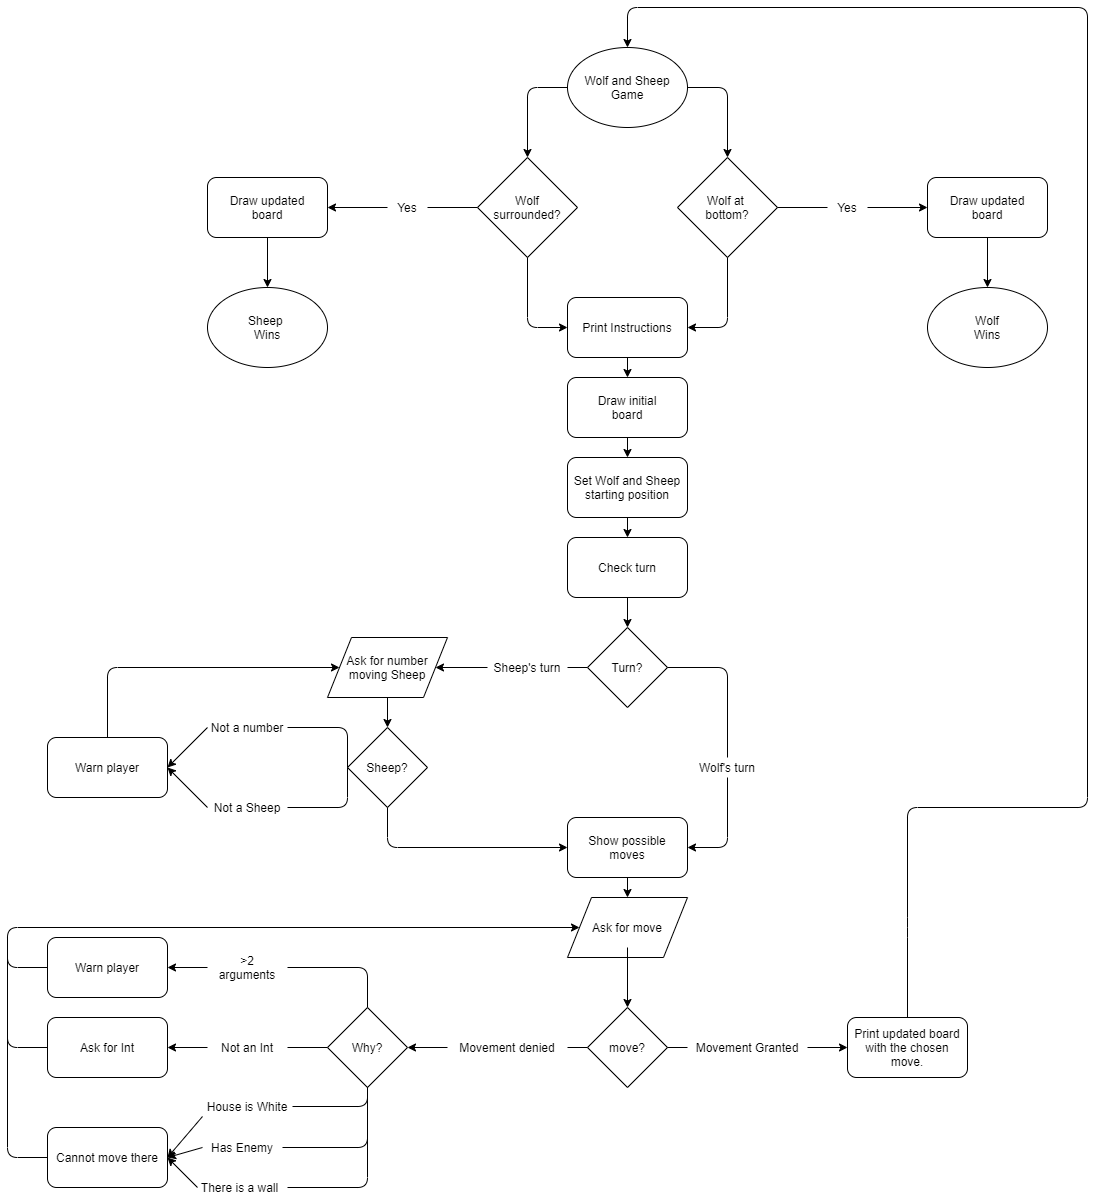 Wolf and Sheep
Game
Draw updated
board
Yes
Wolf
surrounded?
Wolf at
bottom?
Yes
Draw updated
board
Sheep
Wins
Print Instructions
Wolf
Wins
Draw initial
board
Set Wolf and Sheep
starting position
Check turn
Ask for number
moving Sheep
Sheep's turn
Turn?
Not a number
Warn player
Sheep?
Wolf's turn
Not a Sheep
Show possible
moves
Ask for move
Warn player
>2
arguments
Ask for Int
Not an Int
Why?
Movement denied
move?
Movement Granted
Print updated board
with the chosen
move.
House is White
Cannot move there
Has Enemy
There is a wall